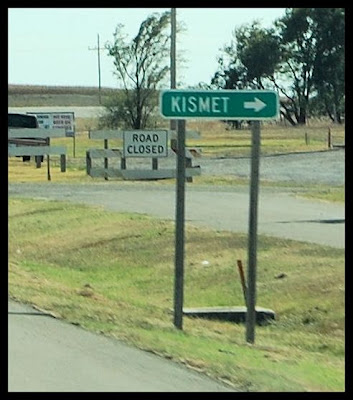 KISMET →
ROAD
CLOSED